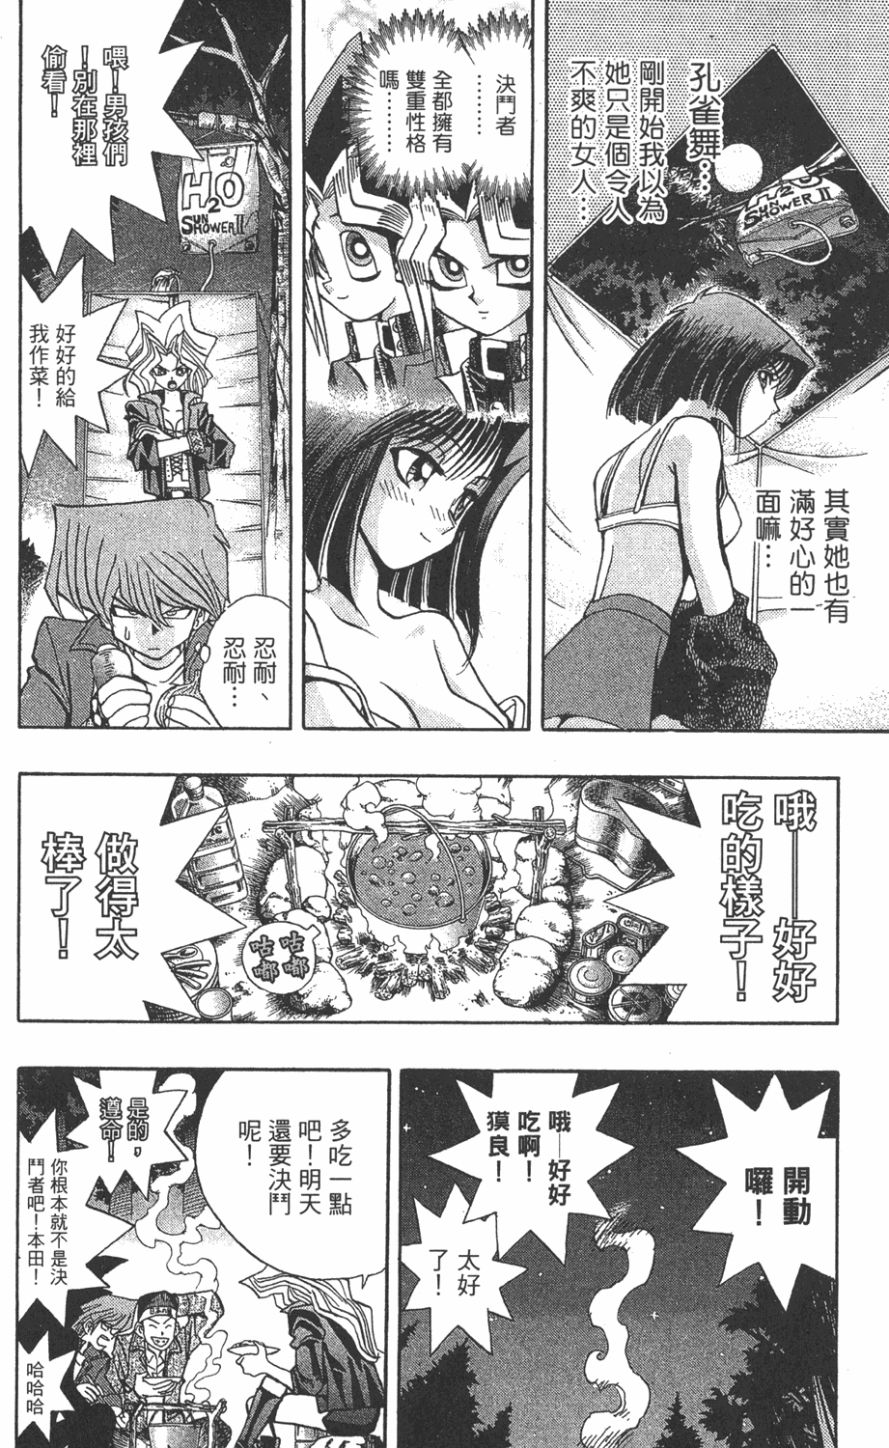 孔雀舞…
剛開始我以為
她只是個令人
不爽的女人…
H2O
SUN
SHOWER II
其實她也有
滿好心的一
面嘛…
決鬥者
………
全都擁有
雙重性格
嗎……
喂！男孩們
！別在那裡
偷看！
H2O
SUN
SHOWER II
好好的給
我作菜！
忍耐、
忍耐…
哦——好好
吃的樣子！
咕嘟
咕嘟
做得太
棒了！
開動
囉！
哦—好好
吃啊！
獏良！
太好
了！
多吃一點
吧！明天
還要決鬥
呢！
是的，
遵命！
你根本就不是決
鬥者吧！本田！
哈哈哈